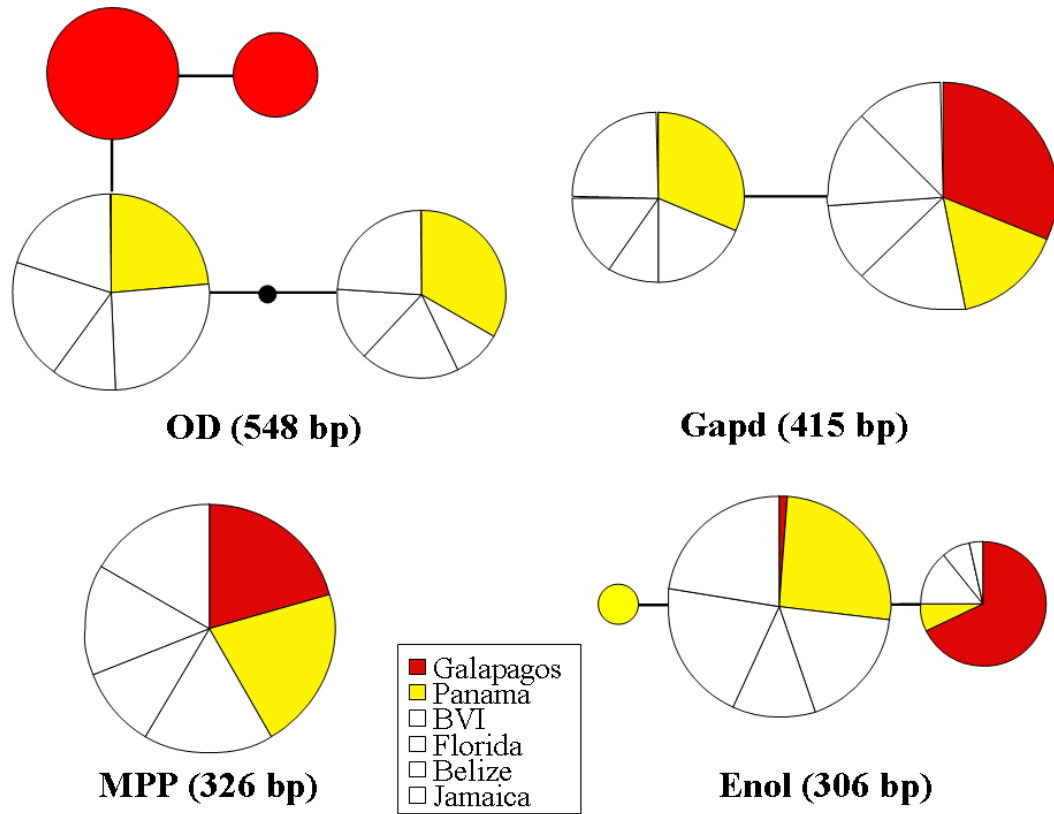 OD (548 bp)
Gapd (415 bp)
MPP (326 bp)
Galapagos
Panama
BVI
Florida
Belize
Jamaica
Enol (306 bp)